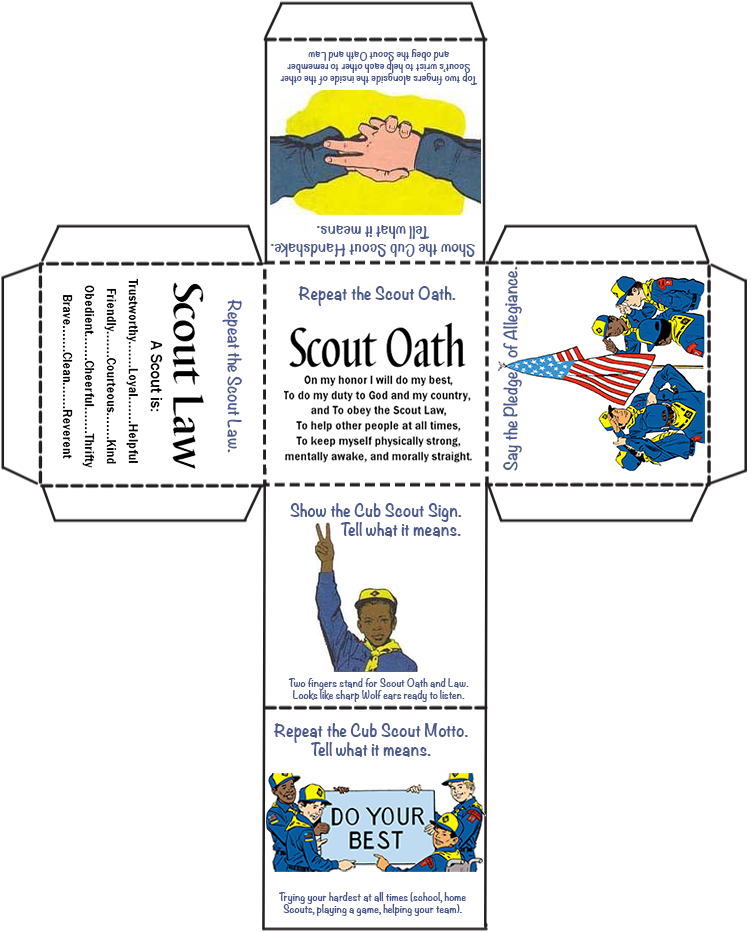 Show the Cub Scout Handshake.
Tell what it means.
Top two fingers alongside the inside of the other
Scout's wrist to help each other to remember
and obey the Scout Oath and Law
Repeat the Scout Law.
Scout Law
A Scout is:
Trustworthy......Loyal........Helpful
Friendly........Courteous........Kind
Obedient.......Cheerful.......Thrifty
Brave........Clean........Reverent
Repeat the Scout Oath.
Scout Oath
On my honor I will do my best,
To do my duty to God and my country,
and To obey the Scout Law,
To help other people at all times,
To keep myself physically strong,
mentally awake, and morally straight.
Say the Pledge of Allegiance.
Show the Cub Scout Sign.
Tell what it means.
Two fingers stand for Scout Oath and Law.
Looks like sharp Wolf ears ready to listen.
Repeat the Cub Scout Motto.
Tell what it means.
DO YOUR
BEST
Trying your hardest at all times (school, home
Scouts, playing a game, helping your team).